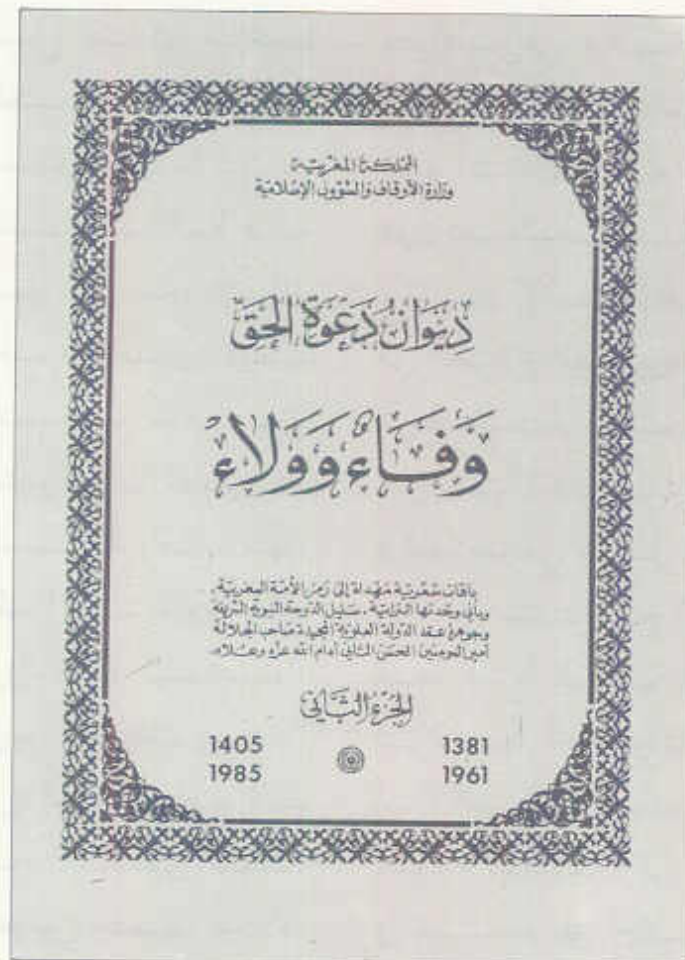 المملكة المغربية
وزارة الأوقاف والشؤون الإسلامية
ديوان دعوة الحق
وفاء وولاء
باقات شعرية مهداة إلى رمز الأمة المغربية،
وباني وحدتها الترابية، سليل الدوحة النبوية الشريفة
وجوهرة عقد الدولة العلوية المجيدة صاحب الجلالة
أمير المومنين الحسن الثاني أدام الله عزه وعلاه.
الجزء الثاني
1381 1405
1961 1985